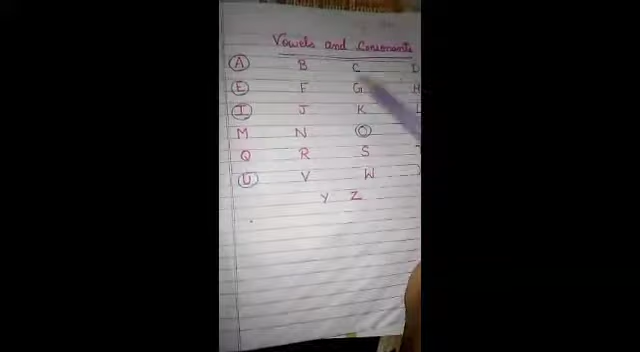 Vowels and Consonants
A B C D
E F G H
I J K L
M N O
Q R S
U V W
Y Z